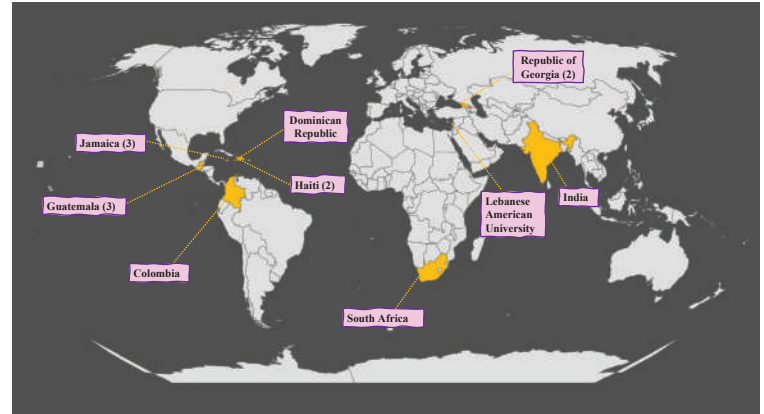 Republic of
Georgia (2)
Dominican
Republic
Jamaica (3)
Haiti (2)
Guatemala (3)
Lebanese
American
University
India
Colombia
South Africa